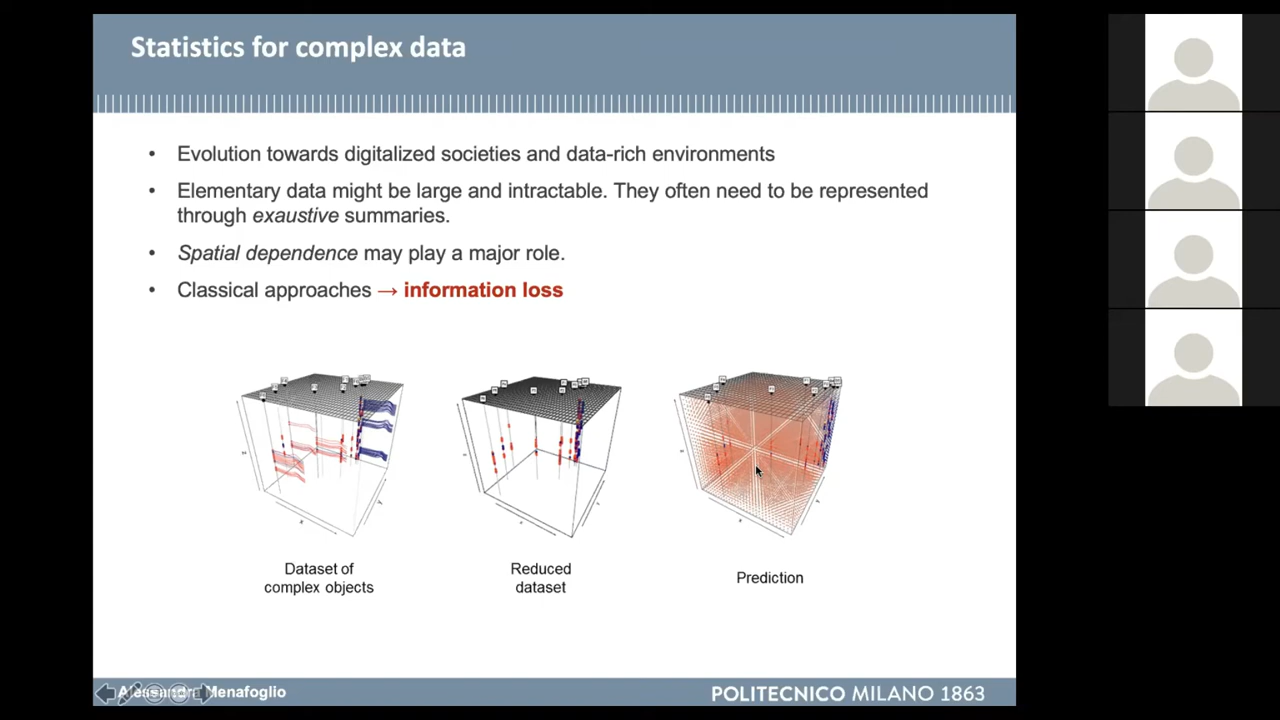 Statistics for complex data
• Evolution towards digitalized societies and data-rich environments
• Elementary data might be large and intractable. They often need to be represented
through exaustive summaries.
• Spatial dependence may play a major role.
• Classical approaches → information loss
Dataset of
complex objects
Reduced
dataset
Prediction
Alessandra Menafoglio
POLITECNICO MILANO 1863